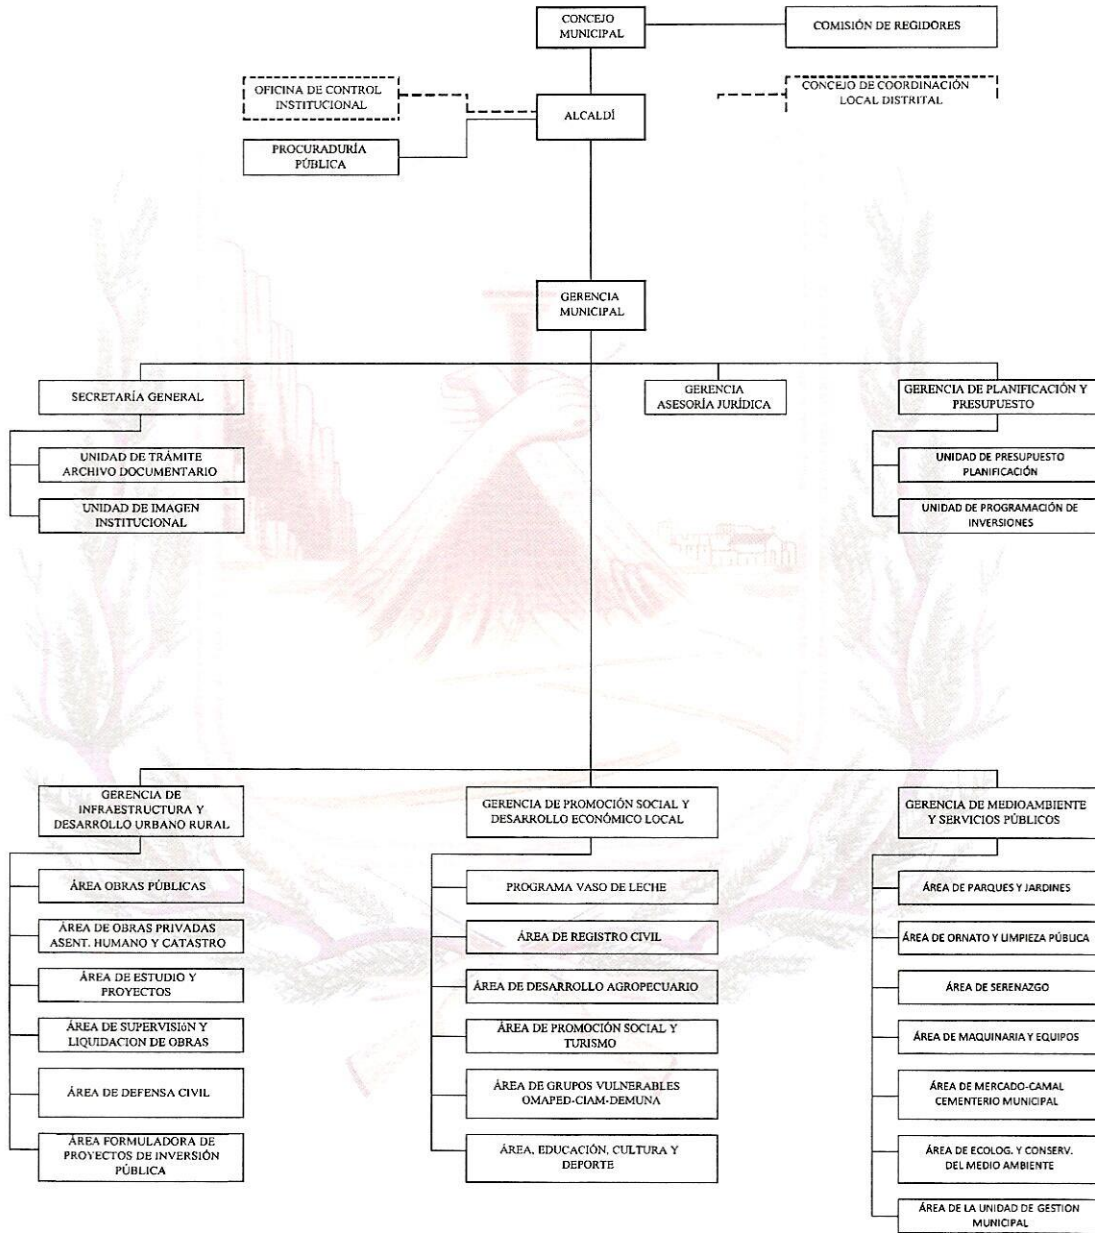 CONCEJO
MUNICIPAL
COMISIÓN DE REGIDORES
OFICINA DE CONTROL
INSTITUCIONAL
CONCEJO DE COORDINACIÓN
LOCAL DISTRITAL
ALCALDÍ
PROCURADURÍA
PÚBLICA
GERENCIA
MUNICIPAL
SECRETARÍA GENERAL
GERENCIA
ASESORÍA JURÍDICA
GERENCIA DE PLANIFICACIÓN Y
PRESUPUESTO
UNIDAD DE TRÁMITE
ARCHIVO DOCUMENTARIO
UNIDAD DE IMAGEN
INSTITUCIONAL
UNIDAD DE PRESUPUESTO
PLANIFICACIÓN
UNIDAD DE PROGRAMACIÓN DE
INVERSIONES
GERENCIA DE
INFRAESTRUCTURA Y
DESARROLLO URBANO RURAL
ÁREA OBRAS PÚBLICAS
ÁREA DE OBRAS PRIVADAS
ASENT. HUMANO Y CATASTRO
ÁREA DE ESTUDIO Y
PROYECTOS
ÁREA DE SUPERVISIóN Y
LIQUIDACION DE OBRAS
ÁREA DE DEFENSA CIVIL
ÁREA FORMULADORA DE
PROYECTOS DE INVERSIÓN
PÚBLICA
GERENCIA DE PROMOCIÓN SOCIAL Y
DESARROLLO ECONÓMICO LOCAL
PROGRAMA VASO DE LECHE
ÁREA DE REGISTRO CIVIL
ÁREA DE DESARROLLO AGROPECUARIO
ÁREA DE PROMOCIÓN SOCIAL Y
TURISMO
ÁREA DE GRUPOS VULNERABLES
OMAPED-CIAM-DEMUNA
ÁREA, EDUCACIÓN, CULTURA Y
DEPORTE
GERENCIA DE MEDIOAMBIENTE
Y SERVICIOS PÚBLICOS
ÁREA DE PARQUES Y JARDINES
ÁREA DE ORNATO Y LIMPIEZA PÚBLICA
ÁREA DE SERENAZGO
ÁREA DE MAQUINARIA Y EQUIPOS
ÁREA DE MERCADO-CAMAL
CEMENTERIO MUNICIPAL
ÁREA DE ECOLOG. Y CONSERV.
DEL MEDIO AMBIENTE
ÁREA DE LA UNIDAD DE GESTION
MUNICIPAL